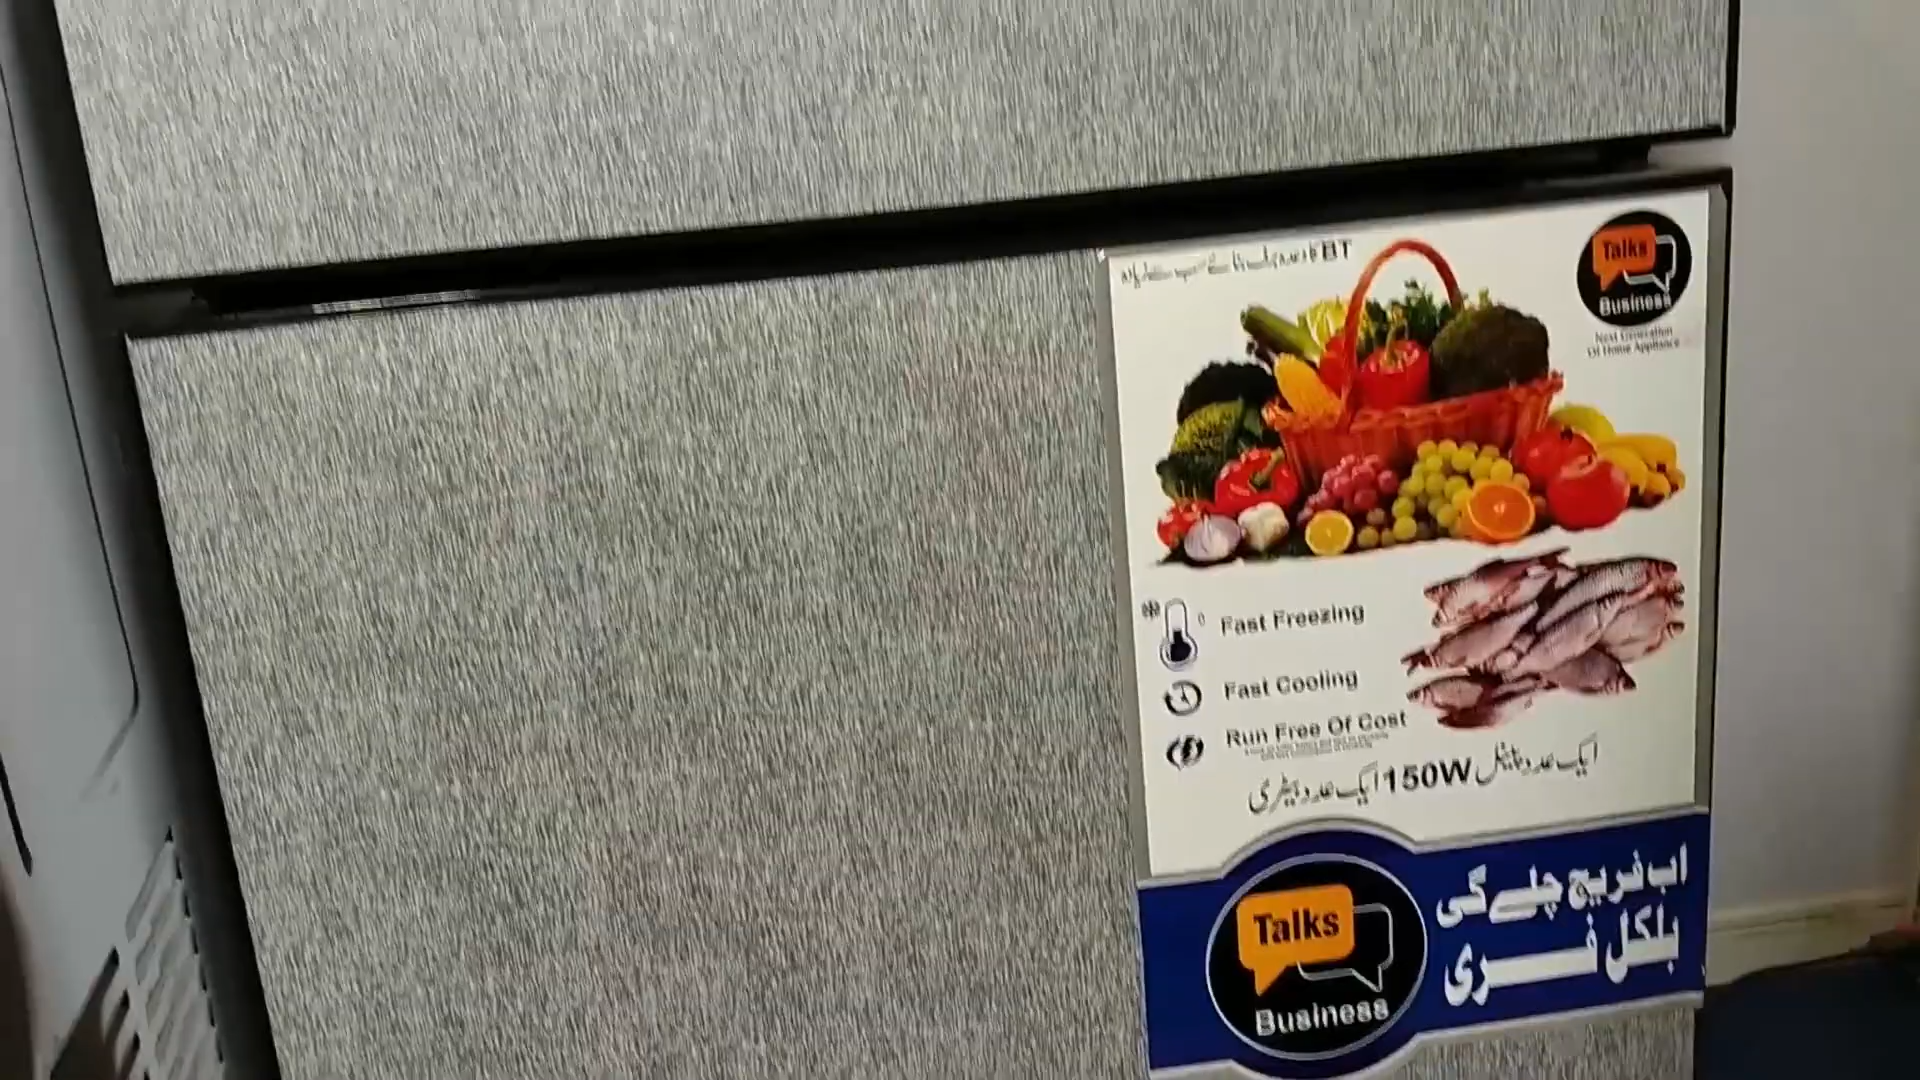 Talks
Business
Next Generation
Of Home Appliance
Fast Freezing
Fast Cooling
Run Free Of Cost
ایک عدد پینل 150W ایک عدد بیٹری
اب فریج چلے گی
بلکل فری
Talks
Business